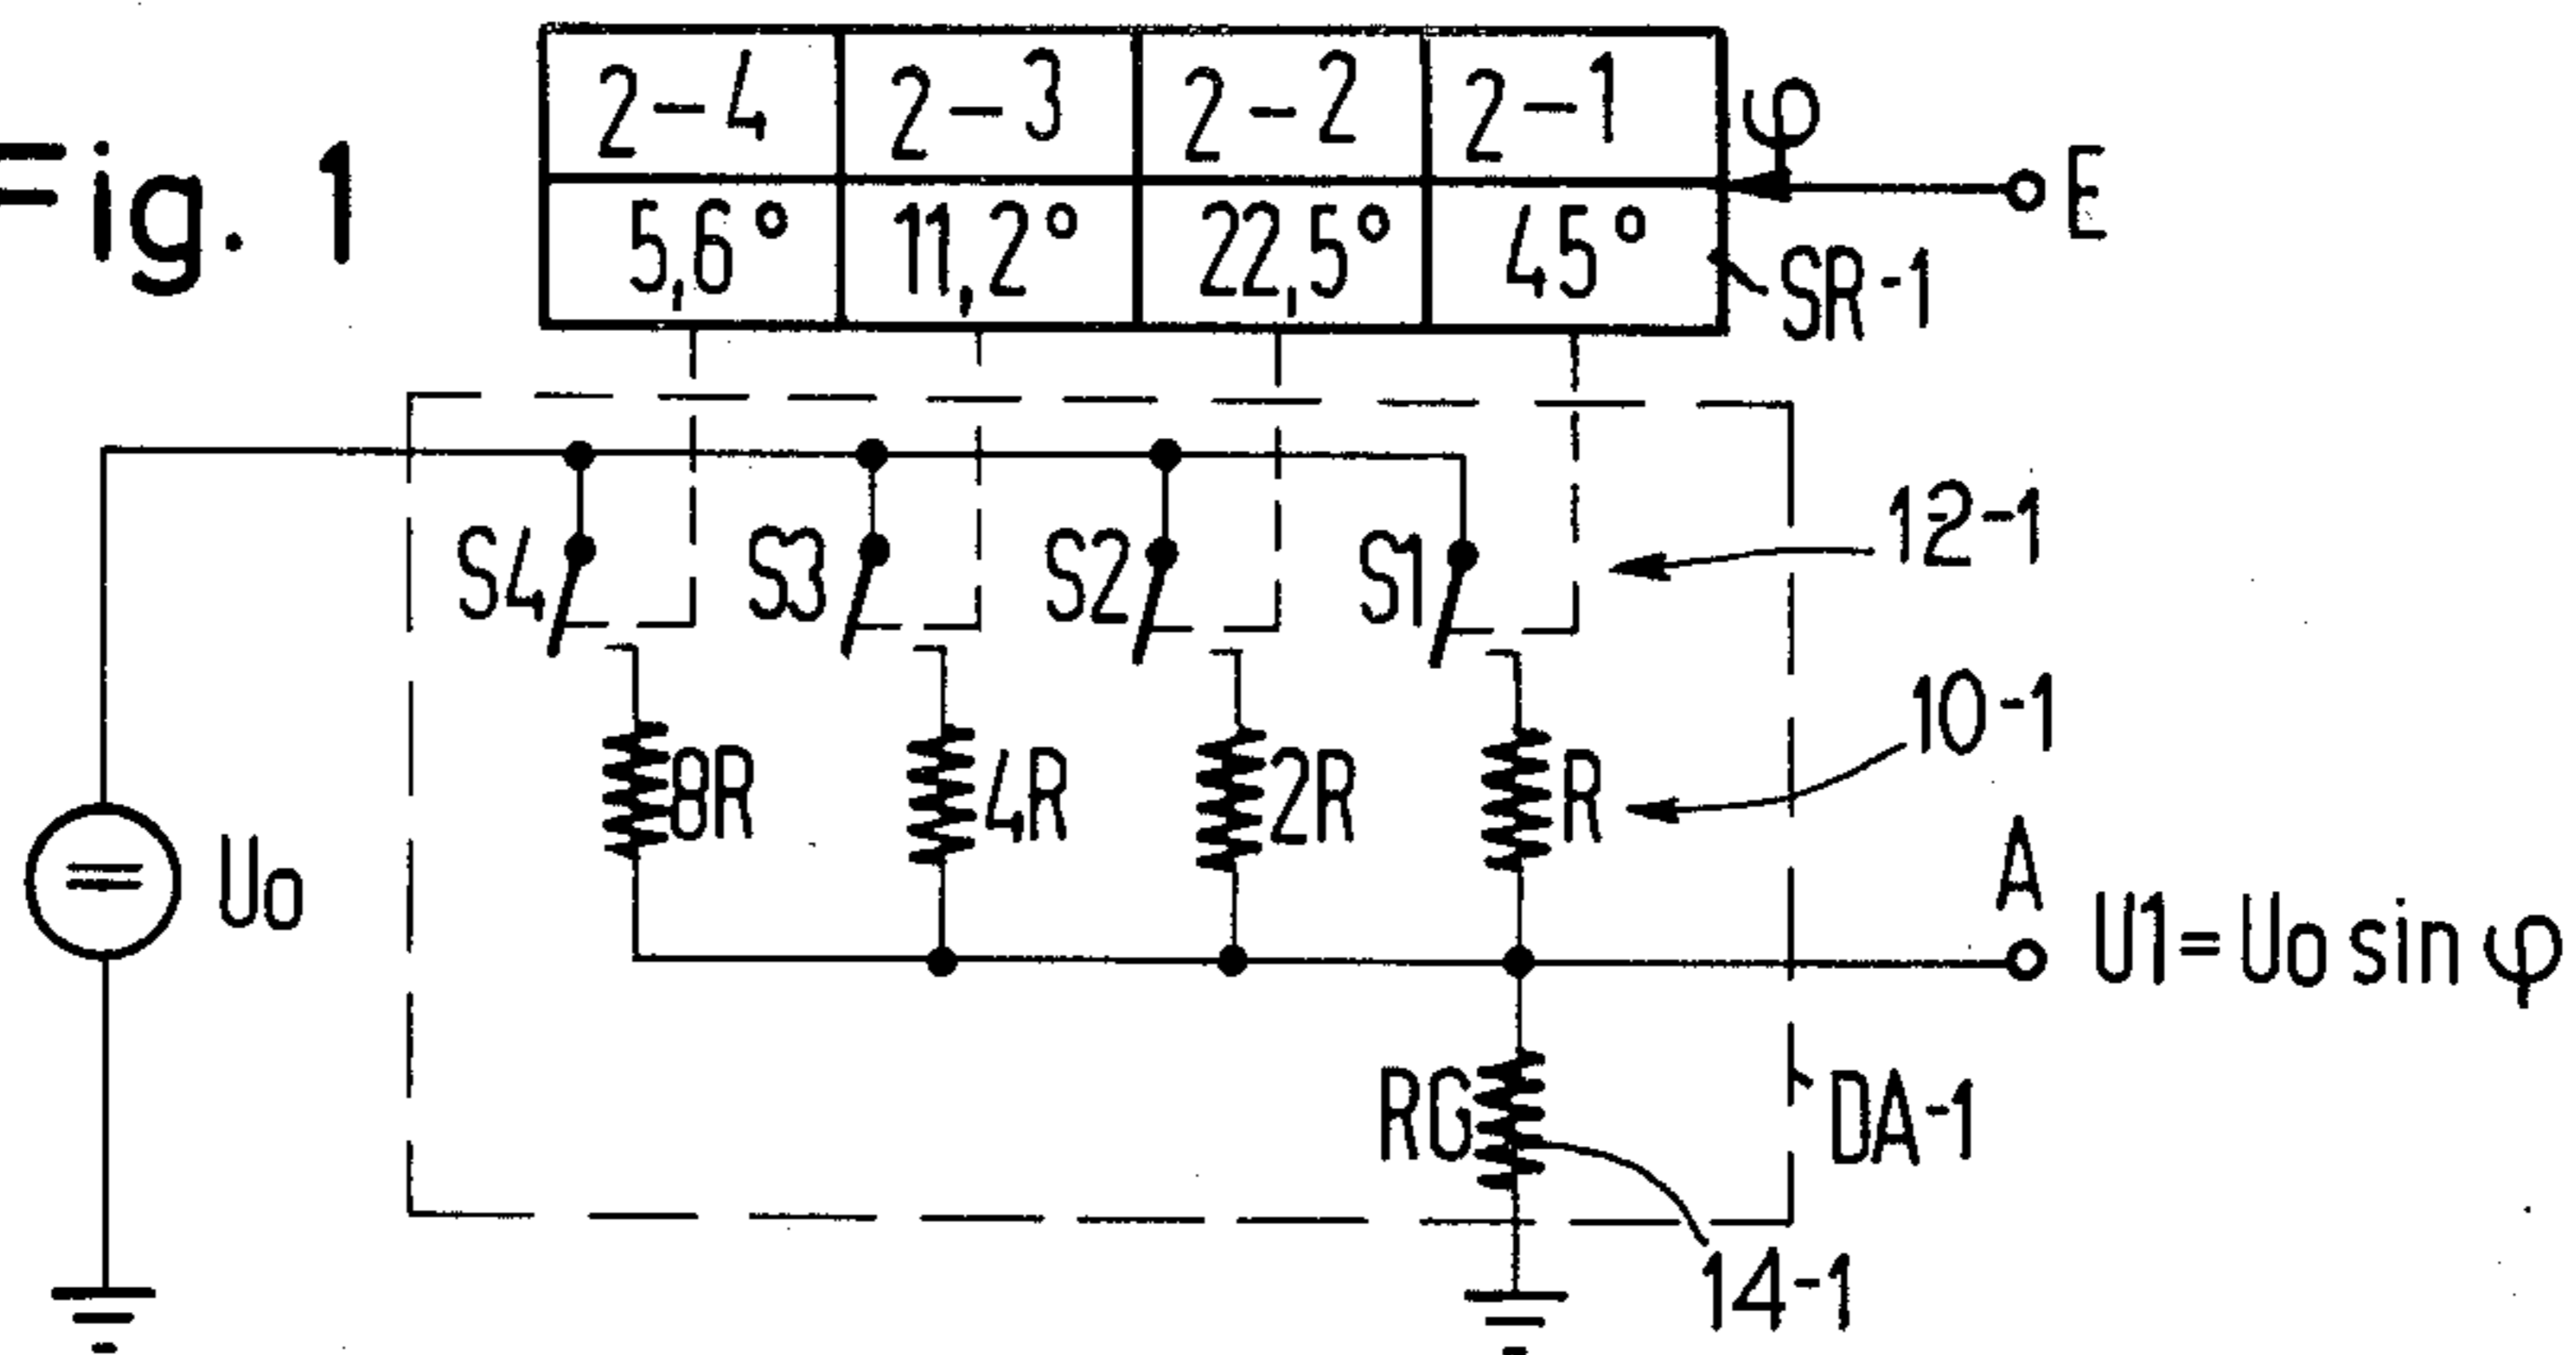 Fig. 1
2-4 2-3 2-2 2-1
φ
E
5,6° 11,2° 22,5° 45°
SR-1
S4 S3 S2 S1
12-1
10-1
8R 4R 2R R
Uo
A
U1= Uo sin φ
RG
DA-1
14-1